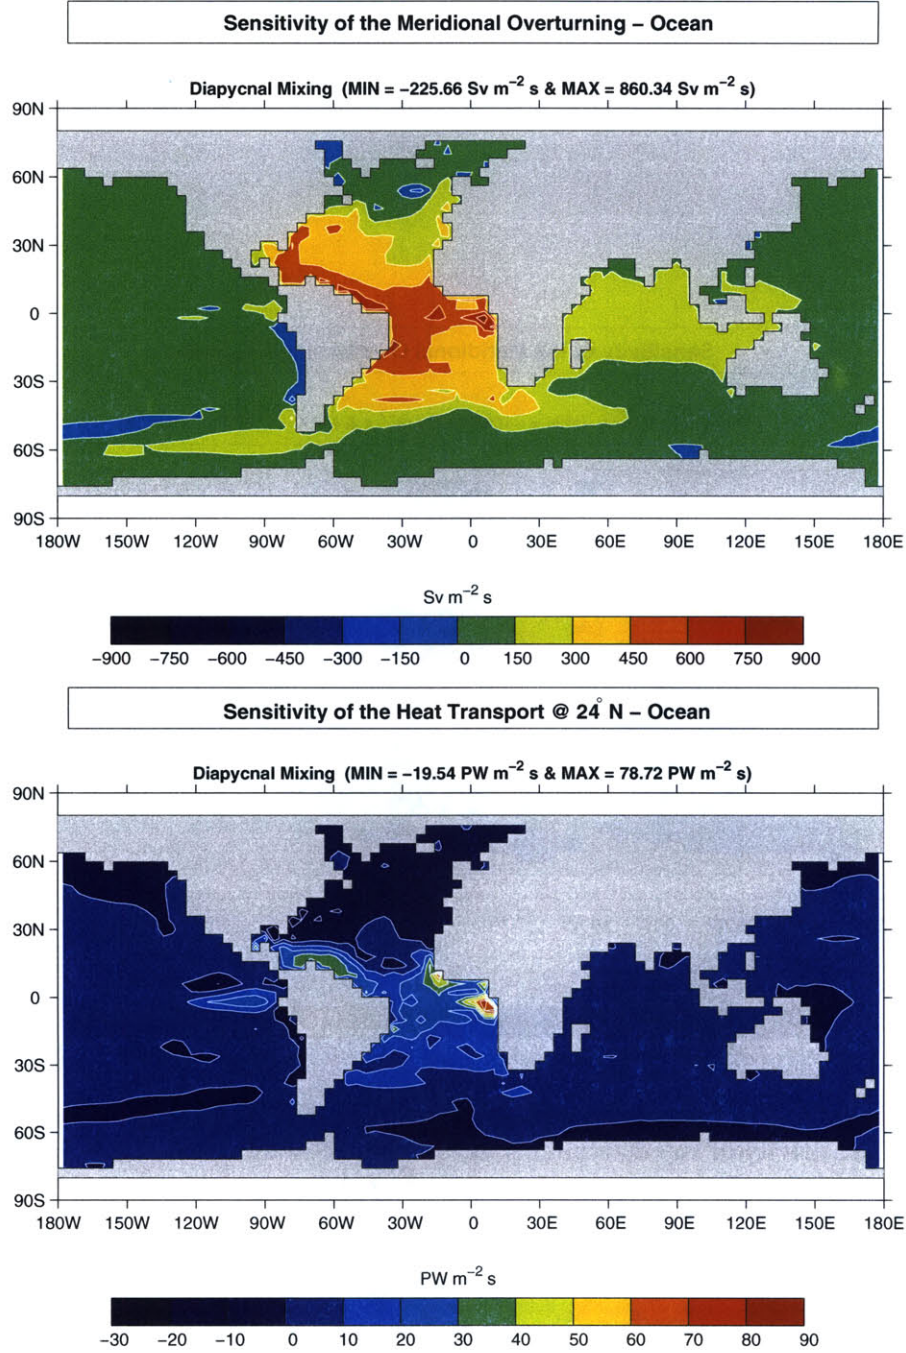 Sensitivity of the Meridional Overturning – Ocean
Diapycnal Mixing (MIN = −225.66 Sv m−2 s & MAX = 860.34 Sv m−2 s)
90N
60N
30N
0
30S
60S
90S
180W 150W 120W 90W 60W 30W 0 30E 60E 90E 120E 150E 180E
Sv m−2 s
−900 −750 −600 −450 −300 −150 0 150 300 450 600 750 900
Sensitivity of the Heat Transport @ 24° N – Ocean
Diapycnal Mixing (MIN = −19.54 PW m−2 s & MAX = 78.72 PW m−2 s)
90N
60N
30N
0
30S
60S
90S
180W 150W 120W 90W 60W 30W 0 30E 60E 90E 120E 150E 180E
PW m−2 s
-30 -20 -10 0 10 20 30 40 50 60 70 80 90